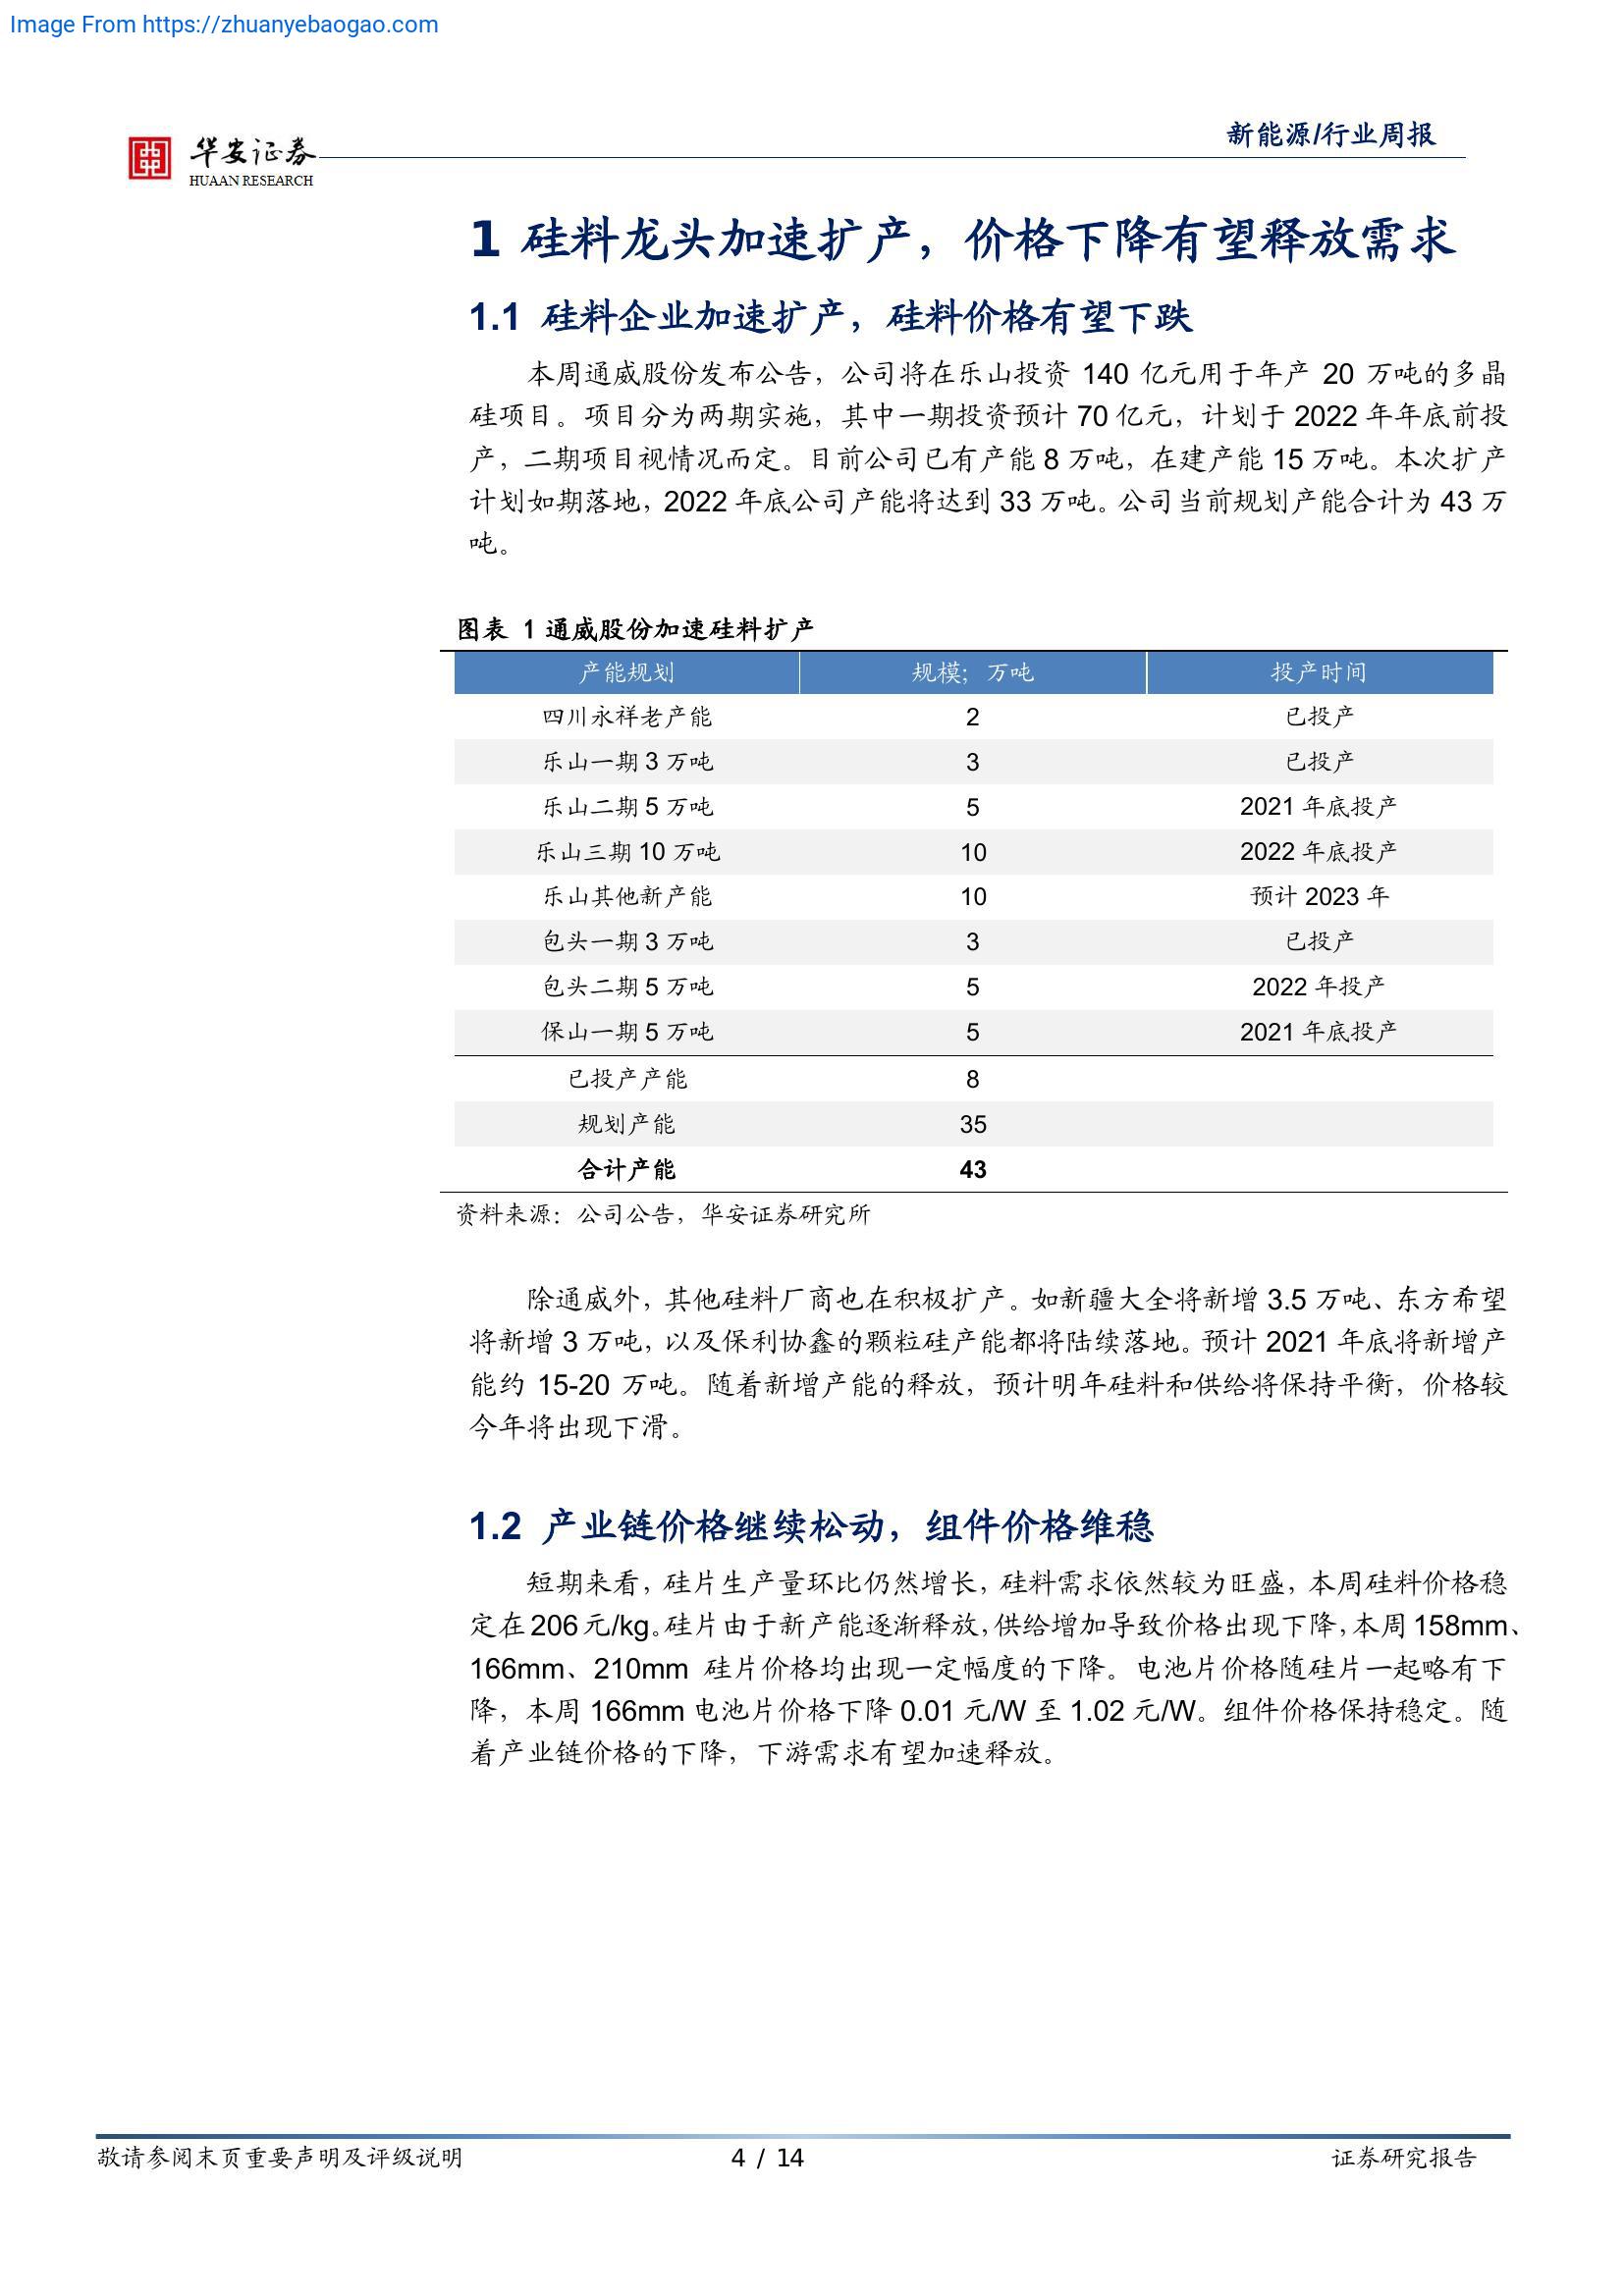 Image From https://zhuanyebaogao.com
华安证券
HUAAN RESEARCH
新能源/行业周报
1 硅料龙头加速扩产，价格下降有望释放需求
1.1 硅料企业加速扩产，硅料价格有望下跌
本周通威股份发布公告，公司将在乐山投资 140 亿元用于年产 20 万吨的多晶
硅项目。项目分为两期实施，其中一期投资预计 70 亿元，计划于 2022 年年底前投
产，二期项目视情况而定。目前公司已有产能 8 万吨，在建产能 15 万吨。本次扩产
计划如期落地，2022 年底公司产能将达到 33 万吨。公司当前规划产能合计为 43 万
吨。
图表 1 通威股份加速硅料扩产
产能规划 规模；万吨 投产时间
四川永祥老产能 2 已投产
乐山一期 3 万吨 3 已投产
乐山二期 5 万吨 5 2021 年底投产
乐山三期 10 万吨 10 2022 年底投产
乐山其他新产能 10 预计 2023 年
包头一期 3 万吨 3 已投产
包头二期 5 万吨 5 2022 年投产
保山一期 5 万吨 5 2021 年底投产
已投产产能 8
规划产能 35
合计产能 43
资料来源：公司公告，华安证券研究所
除通威外，其他硅料厂商也在积极扩产。如新疆大全将新增 3.5 万吨、东方希望
将新增 3 万吨，以及保利协鑫的颗粒硅产能都将陆续落地。预计 2021 年底将新增产
能约 15-20 万吨。随着新增产能的释放，预计明年硅料和供给将保持平衡，价格较
今年将出现下滑。
1.2 产业链价格继续松动，组件价格维稳
短期来看，硅片生产量环比仍然增长，硅料需求依然较为旺盛，本周硅料价格稳
定在 206 元/kg。硅片由于新产能逐渐释放，供给增加导致价格出现下降，本周 158mm、
166mm、210mm 硅片价格均出现一定幅度的下降。电池片价格随硅片一起略有下
降，本周 166mm 电池片价格下降 0.01 元/W 至 1.02 元/W。组件价格保持稳定。随
着产业链价格的下降，下游需求有望加速释放。
敬请参阅末页重要声明及评级说明 4 / 14 证券研究报告